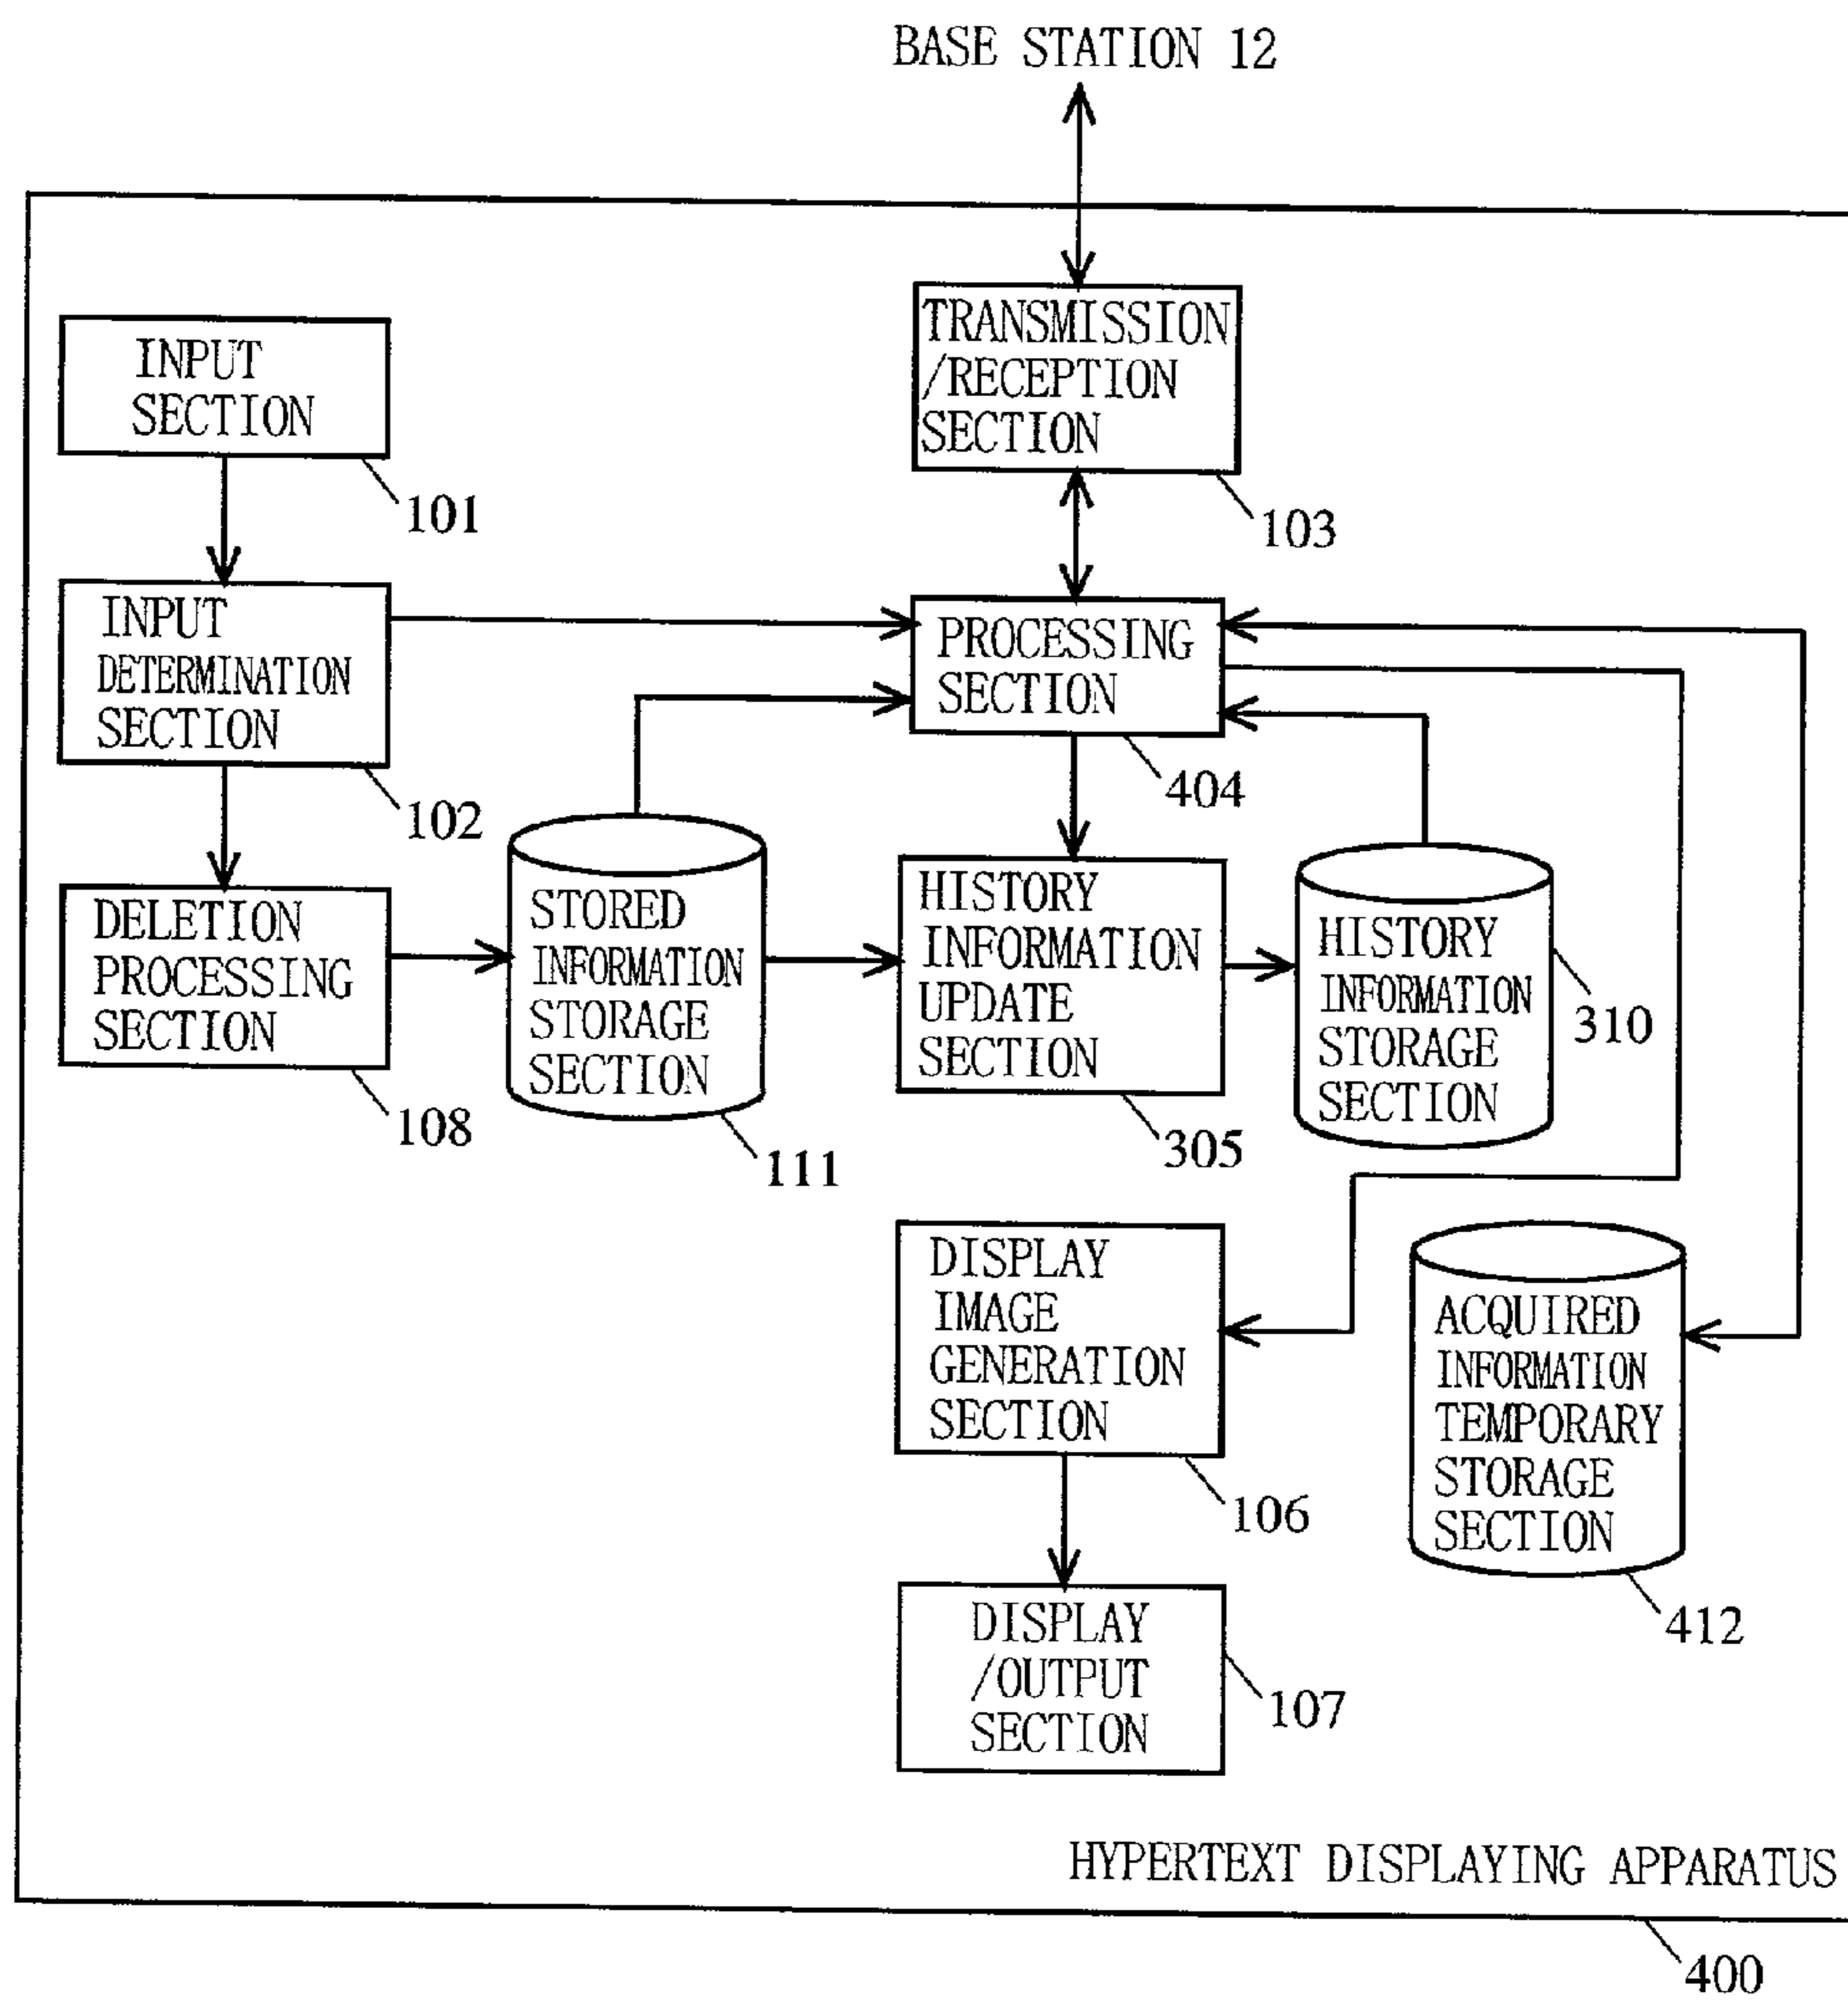 BASE STATION 12
INPUT
SECTION
101
TRANSMISSION
/RECEPTION
SECTION
103
INPUT
DETERMINATION
SECTION
102
PROCESSING
SECTION
404
DELETION
PROCESSING
SECTION
108
STORED
INFORMATION
STORAGE
SECTION
111
HISTORY
INFORMATION
UPDATE
SECTION
305
HISTORY
INFORMATION
STORAGE
SECTION
310
DISPLAY
IMAGE
GENERATION
SECTION
106
ACQUIRED
INFORMATION
TEMPORARY
STORAGE
SECTION
412
DISPLAY
/OUTPUT
SECTION
107
HYPERTEXT DISPLAYING APPARATUS
400